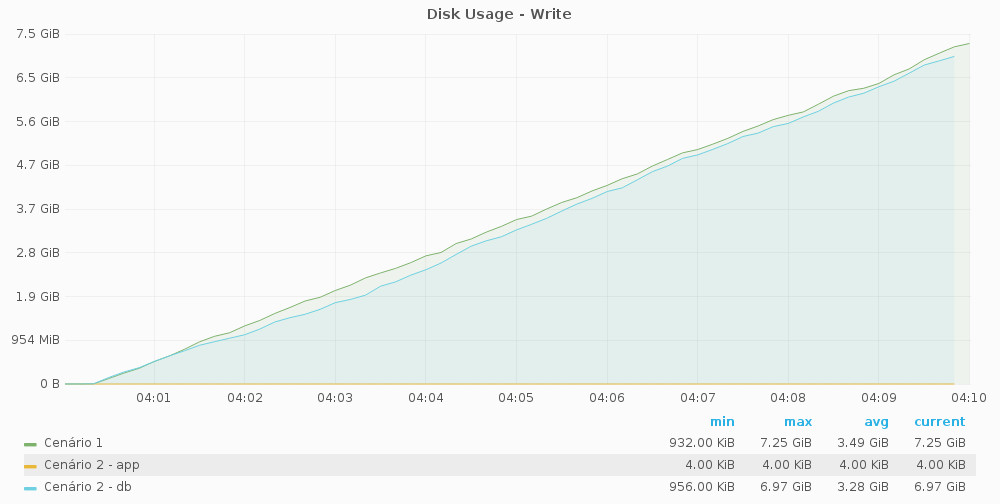 Disk Usage - Write
7.5 GiB
6.5 GiB
5.6 GiB
4.7 GiB
3.7 GiB
2.8 GiB
1.9 GiB
954 MiB
0 B
04:01 04:02 04:03 04:04 04:05 04:06 04:07 04:08 04:09 04:10
min max avg current
Cenário 1 932.00 KiB 7.25 GiB 3.49 GiB 7.25 GiB
Cenário 2 - app 4.00 KiB 4.00 KiB 4.00 KiB 4.00 KiB
Cenário 2 - db 956.00 KiB 6.97 GiB 3.28 GiB 6.97 GiB